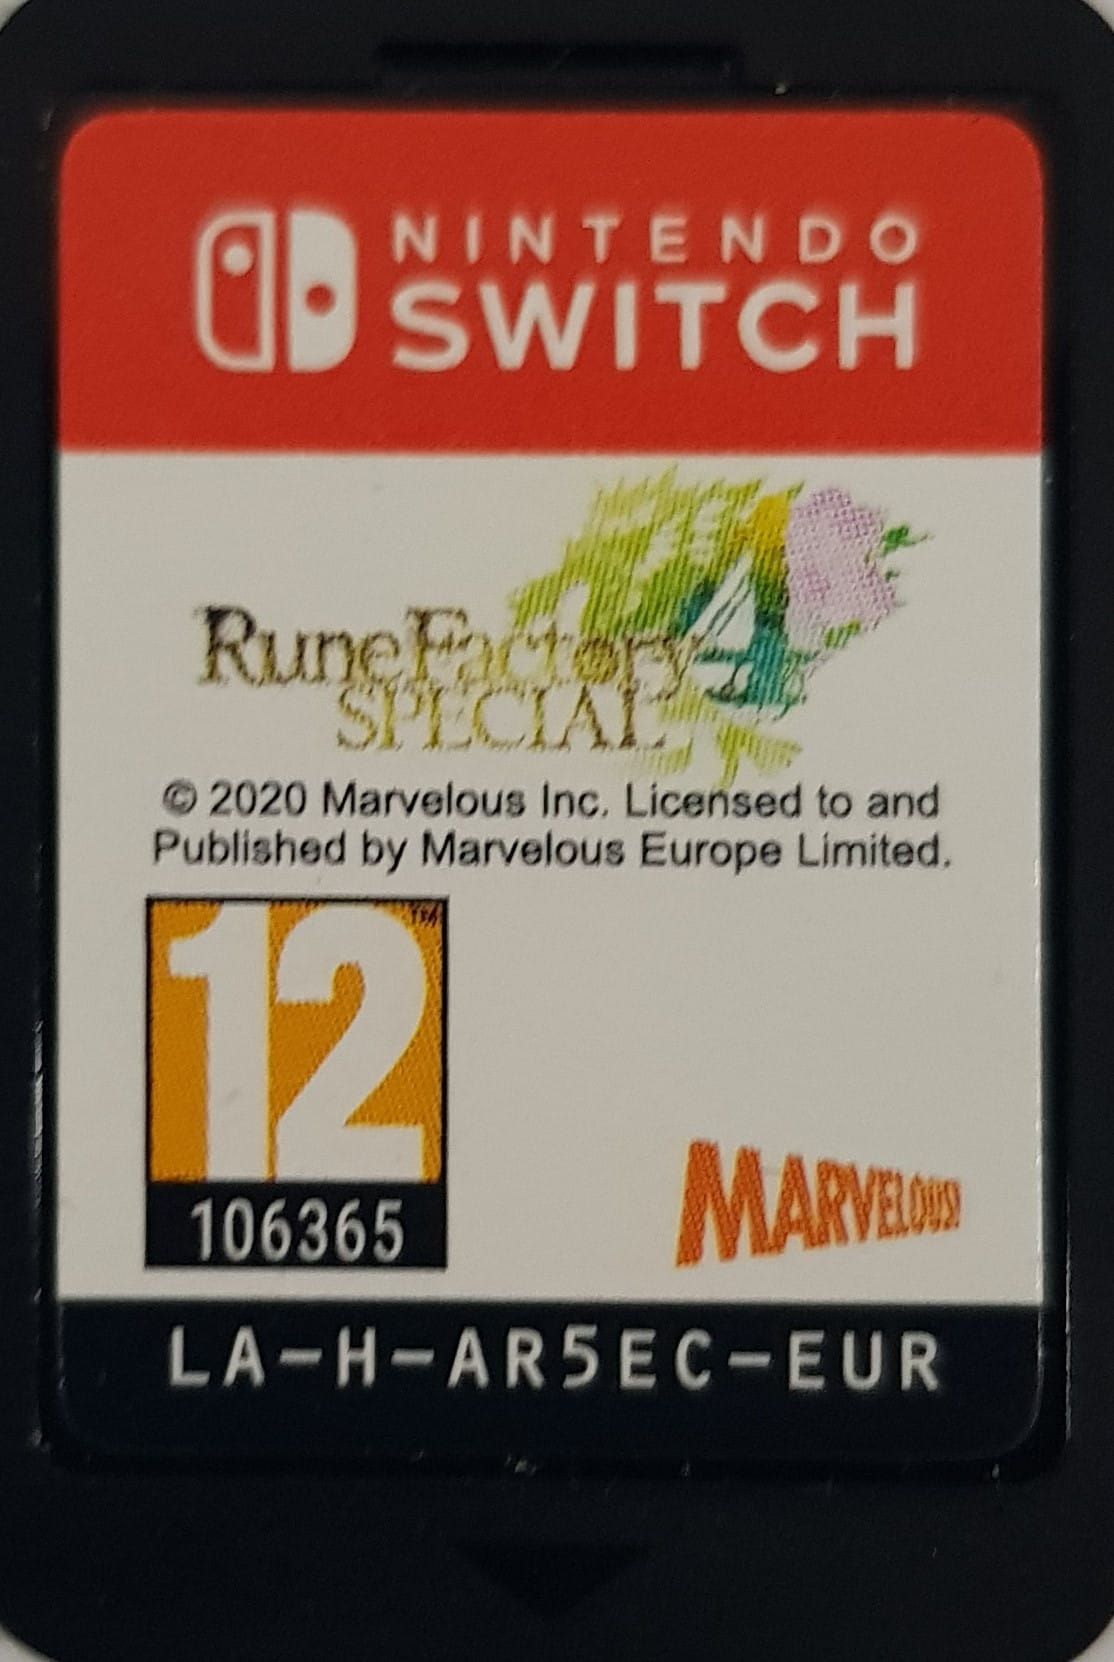 NINTENDO
SWITCH
Rune Factory 4
SPECIAL
© 2020 Marvelous Inc. Licensed to and
Published by Marvelous Europe Limited.
12™
106365
MARVELOUS!
LA-H-AR5EC-EUR